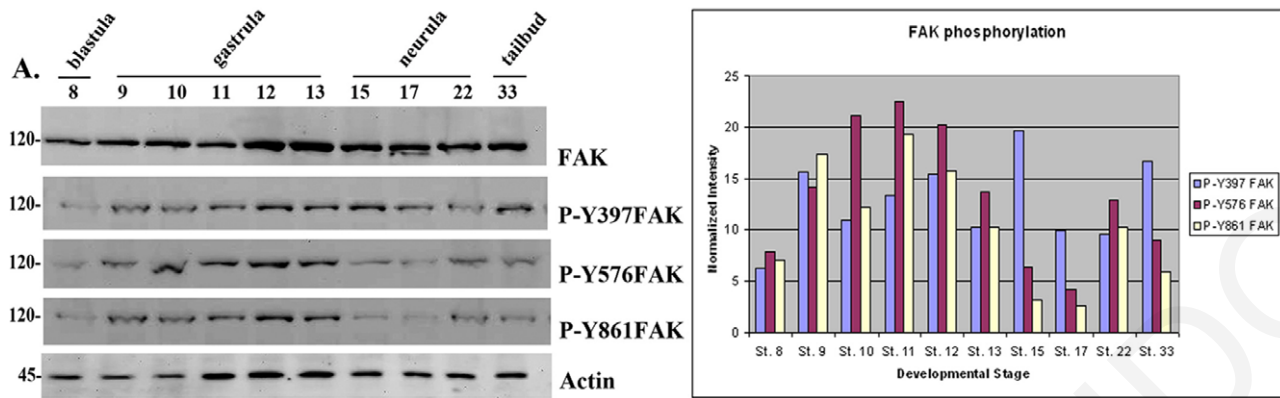 A.
blastula
gastrula
neurula
tailbud
8 9 10 11 12 13 15 17 22 33
120- FAK
120- P-Y397FAK
120- P-Y576FAK
120- P-Y861FAK
45- Actin
FAK phosphorylation
Normalized Intensity
25
20
15
10
5
0
St. 8 St. 9 St. 10 St. 11 St. 12 St. 13 St. 15 St. 17 St. 22 St. 33
Developmental Stage
P-Y397 FAK
P-Y576 FAK
P-Y861 FAK